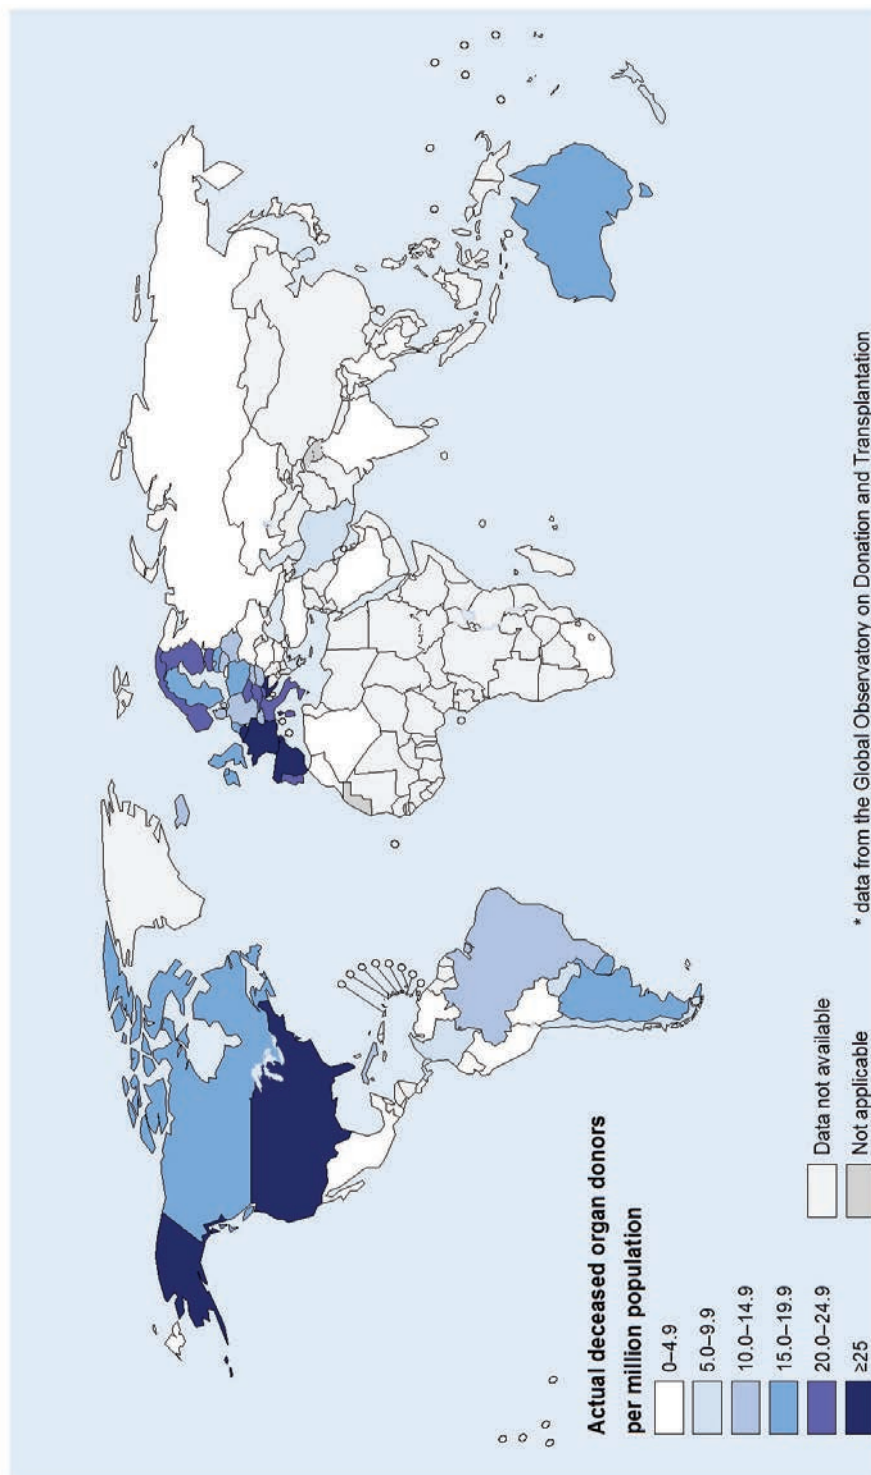 Actual deceased organ donors
per million population
0–4.9
5.0–9.9
10.0–14.9
15.0–19.9
20.0–24.9
≥25
Data not available
Not applicable
* data from the Global Observatory on Donation and Transplantation